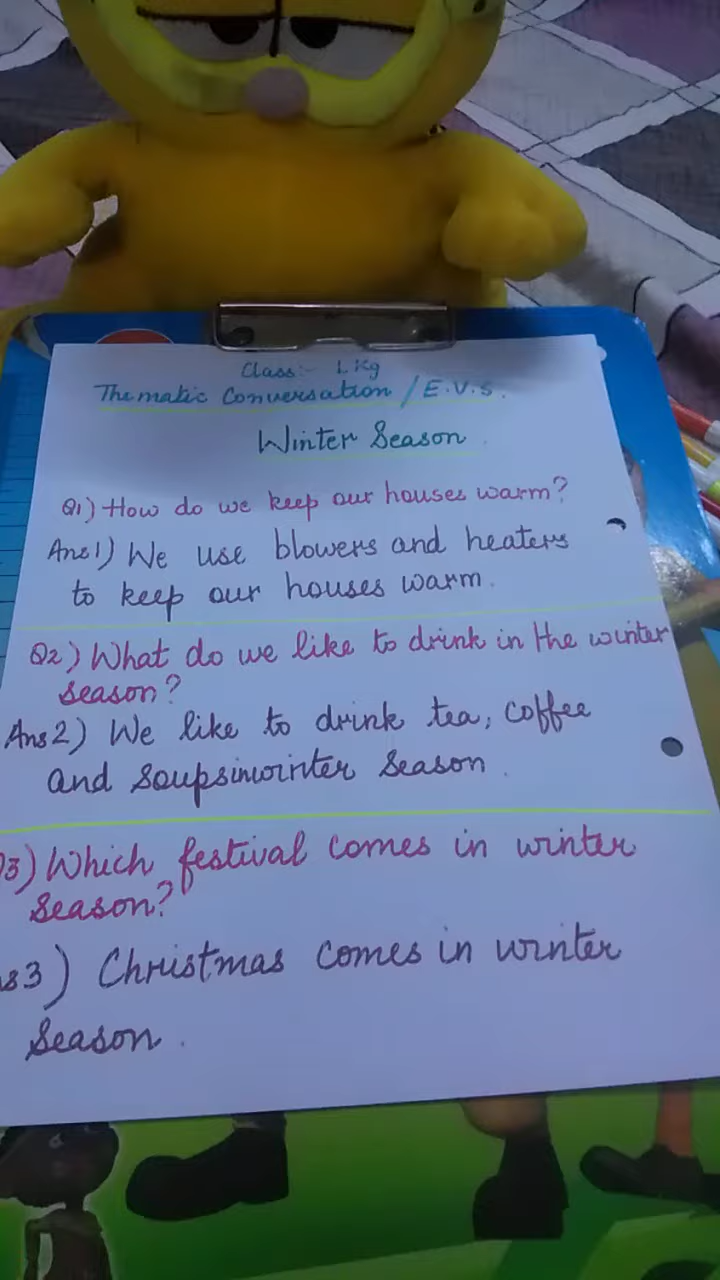 Class:- L Kg
Thematic Conversation / E.V.S.
Winter Season
Q1) How do we keep our houses warm?
Ans1) We use blowers and heaters
to keep our houses warm.
Q2) What do we like to drink in the winter
season?
Ans2) We like to drink tea, coffee
and soupsinwinter season.
3) Which festival comes in winter
season?
s3) Christmas comes in winter
season.